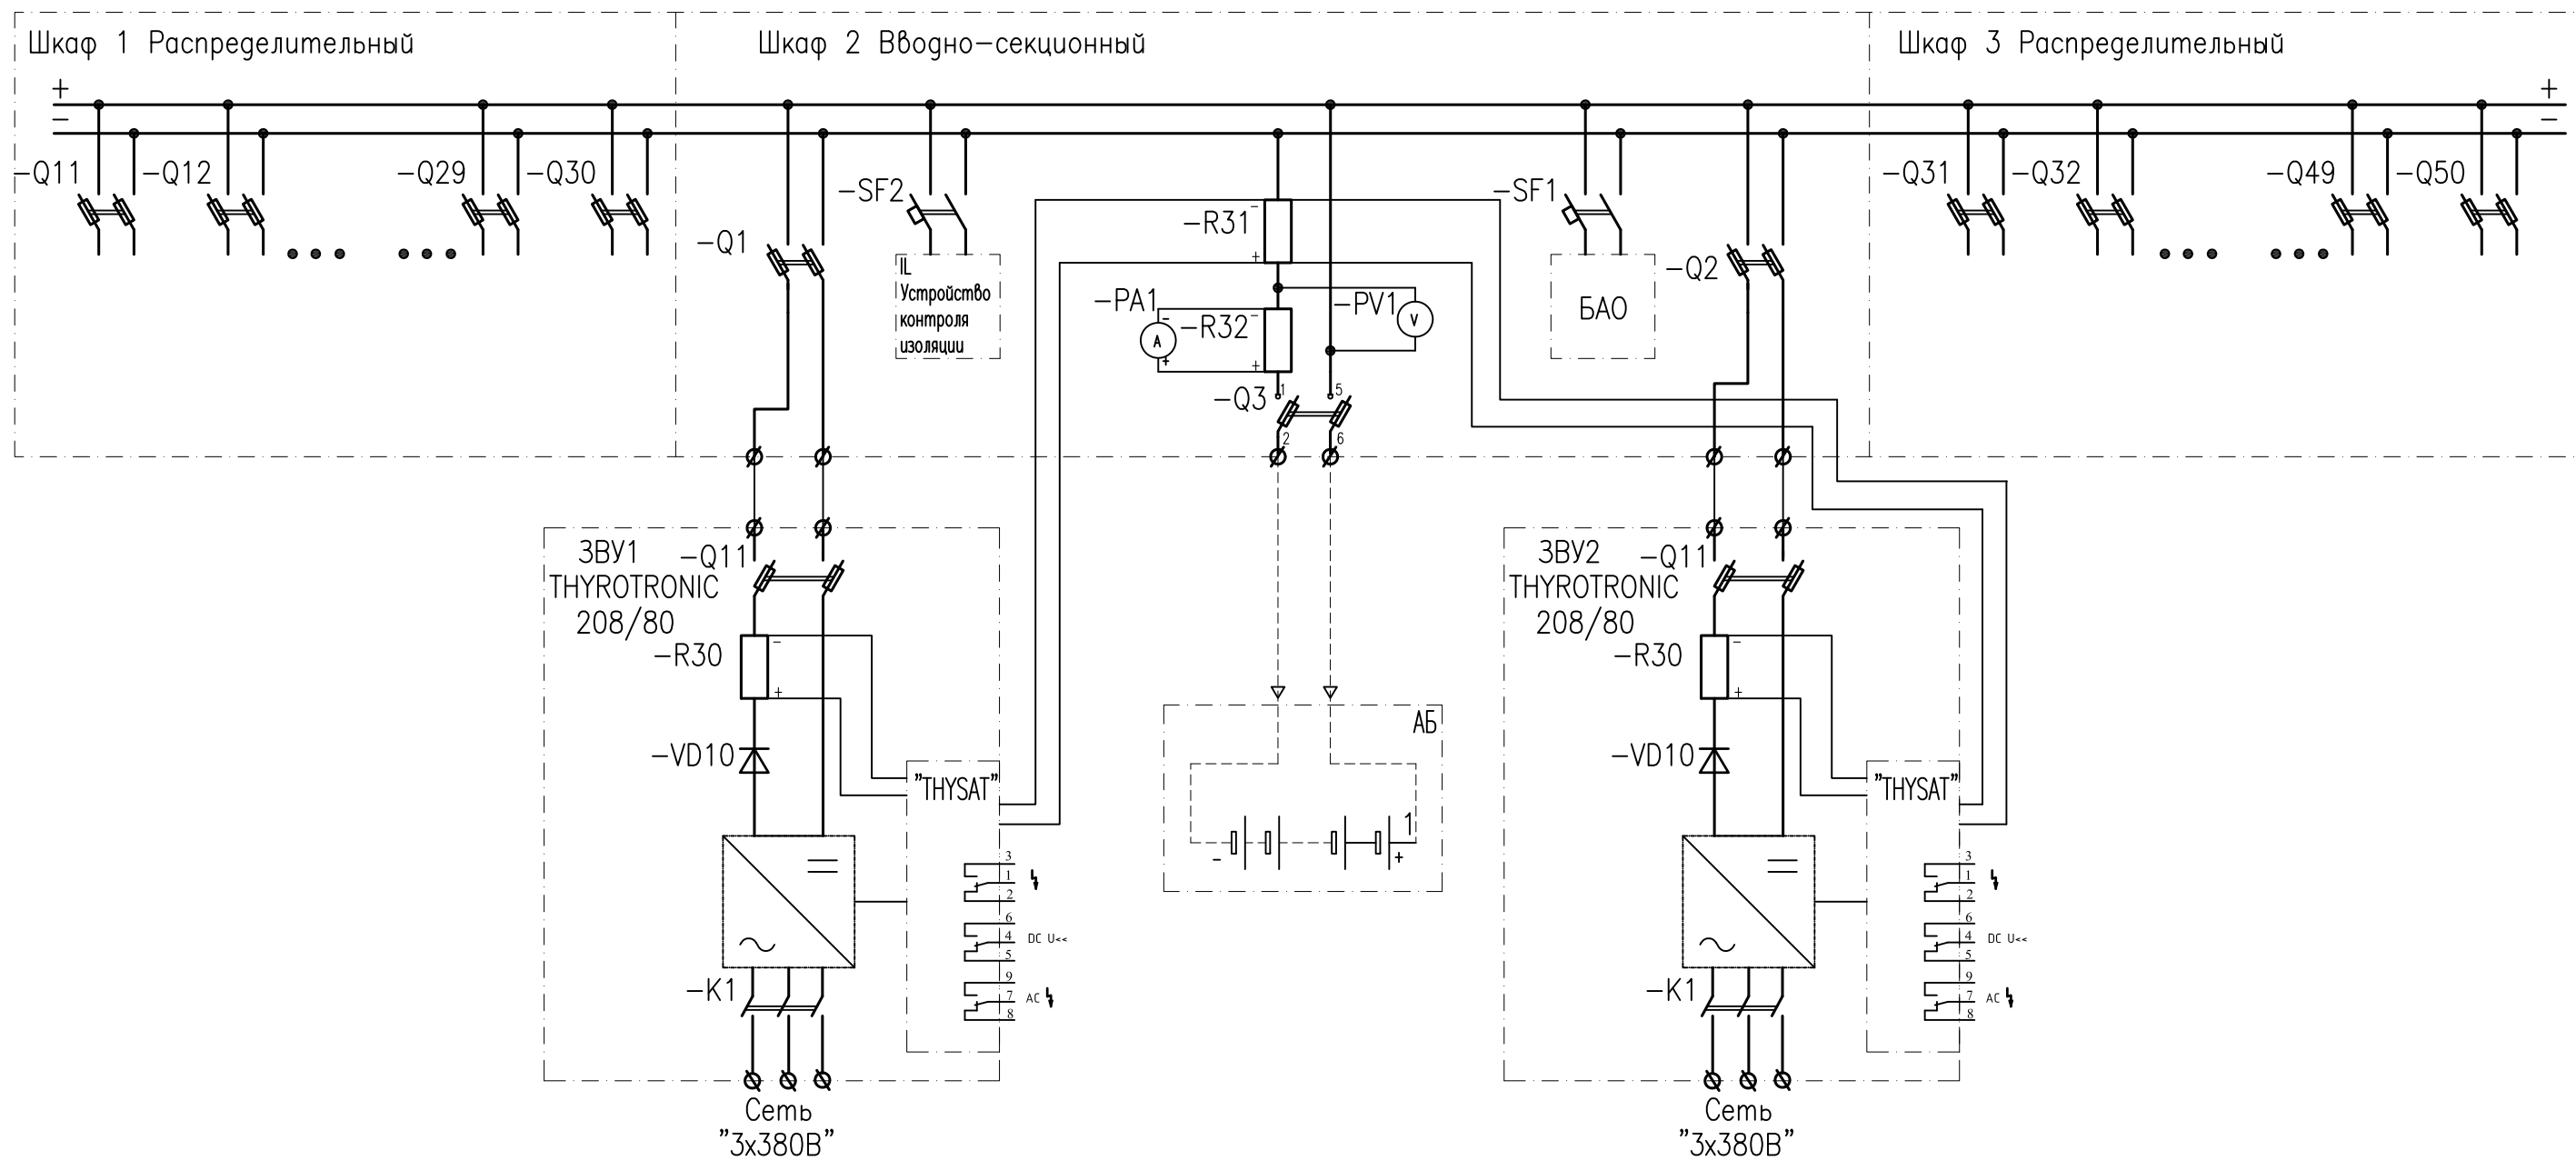 Шкаф 1 Распределительный
Шкаф 2 Вводно-секционный
Шкаф 3 Распределительный
+
+
−
−
-Q11
-Q12
-Q29
-Q30
-SF2
-R31
-
+
-SF1
-Q31
-Q32
-Q49
-Q50
-Q1
-Q2
IL
Устройство
контроля
изоляции
-PA1
A
-
+
-R32
-
+
-PV1
V
БАО
-Q3
1
5
2
6
ЗВУ1
THYROTRONIC
208/80
-Q11
-R30
-
+
-VD10
"THYSAT"
3
1
2
6
4
5
DC U<<
9
7
8
AC
-K1
Сеть
"3x380В"
АБ
1
-
+
ЗВУ2
THYROTRONIC
208/80
-Q11
-R30
-
+
-VD10
"THYSAT"
3
1
2
6
4
5
DC U<<
9
7
8
AC
-K1
Сеть
"3x380В"